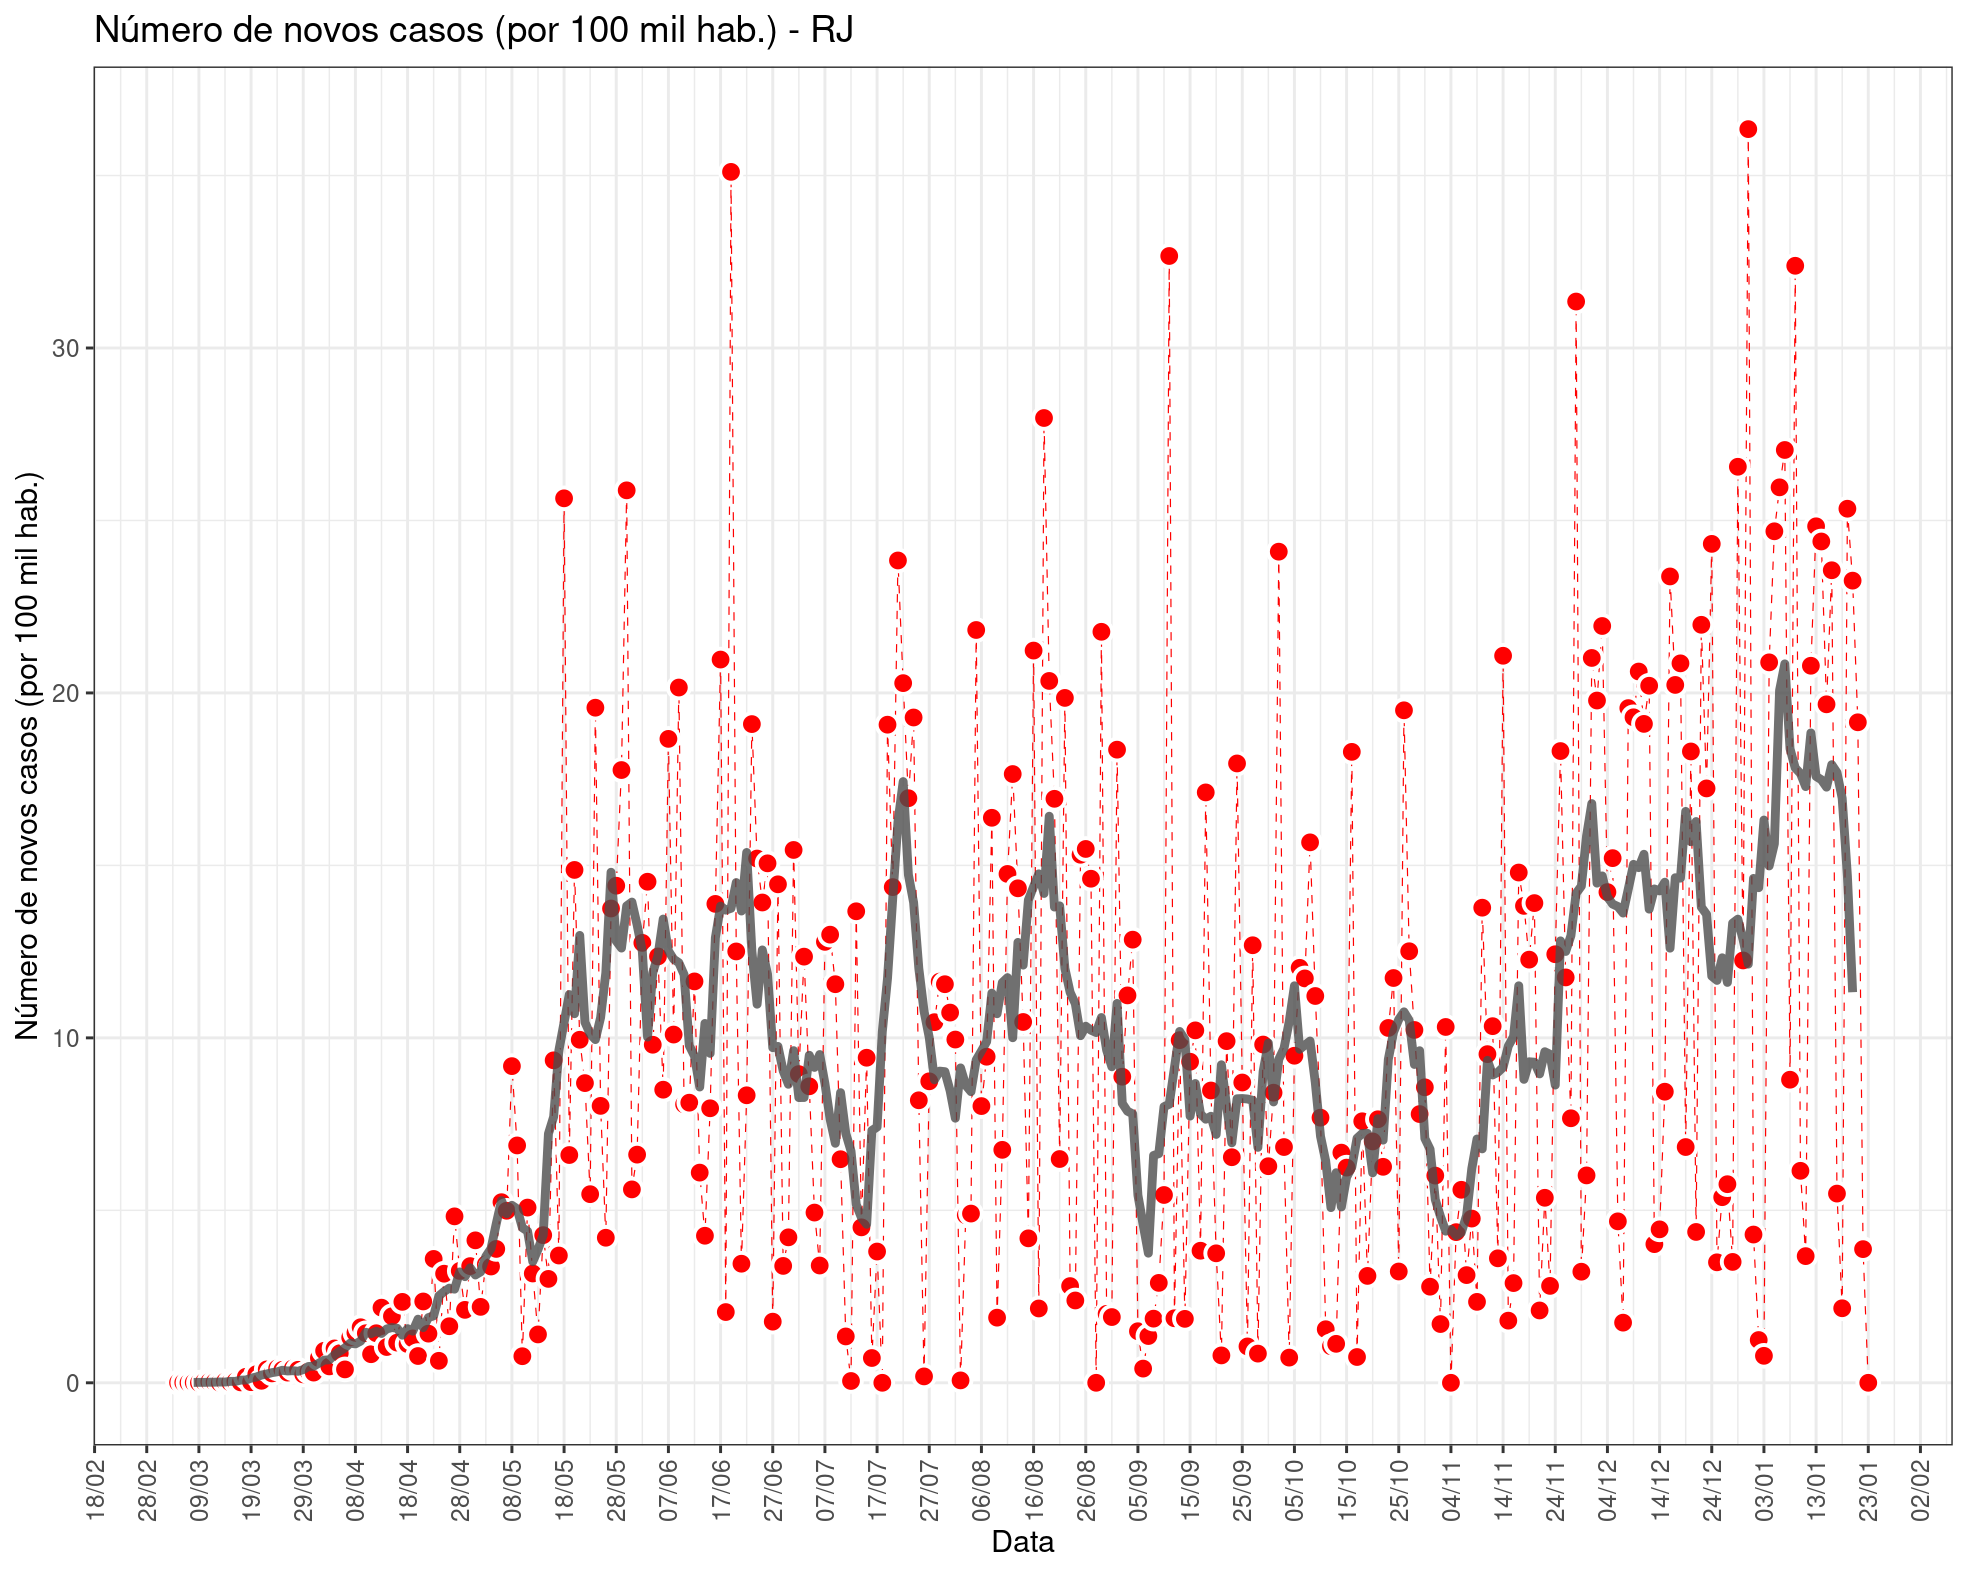 Número de novos casos (por 100 mil hab.) - RJ
Número de novos casos (por 100 mil hab.)
30
20
10
0
18/02 28/02 09/03 19/03 29/03 08/04 18/04 28/04 08/05 18/05 28/05 07/06 17/06 27/06 07/07 17/07 27/07 06/08 16/08 26/08 05/09 15/09 25/09 05/10 15/10 25/10 04/11 14/11 24/11 04/12 14/12 24/12 03/01 13/01 23/01 02/02
Data